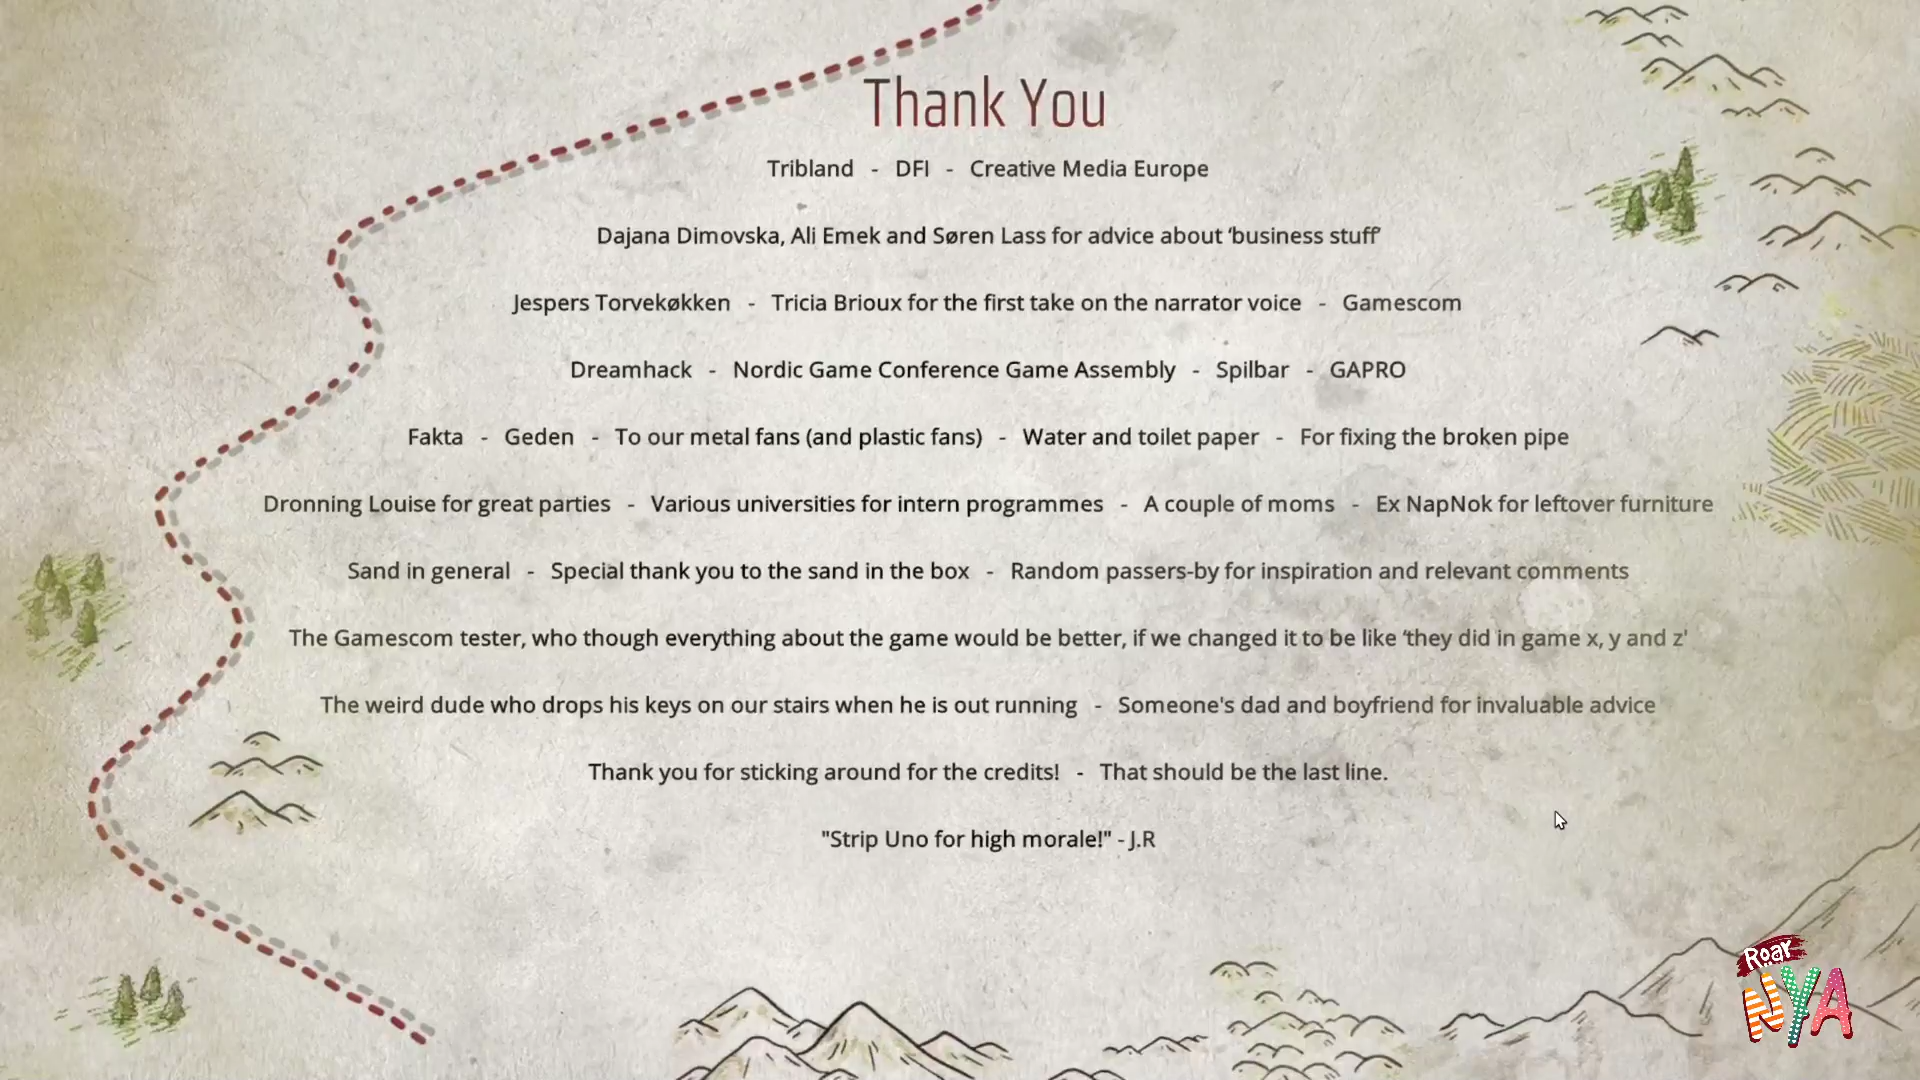 Thank You
Tribland - DFI - Creative Media Europe
Dajana Dimovska, Ali Emek and Søren Lass for advice about ‘business stuff’
Jespers Torvekøkken - Tricia Brioux for the first take on the narrator voice - Gamescom
Dreamhack - Nordic Game Conference Game Assembly - Spilbar - GAPRO
Fakta - Geden - To our metal fans (and plastic fans) - Water and toilet paper - For fixing the broken pipe
Dronning Louise for great parties - Various universities for intern programmes - A couple of moms - Ex NapNok for leftover furniture
Sand in general - Special thank you to the sand in the box - Random passers-by for inspiration and relevant comments
The Gamescom tester, who though everything about the game would be better, if we changed it to be like ‘they did in game x, y and z'
The weird dude who drops his keys on our stairs when he is out running - Someone's dad and boyfriend for invaluable advice
Thank you for sticking around for the credits! - That should be the last line.
"Strip Uno for high morale!" - J.R
Roar
NYA